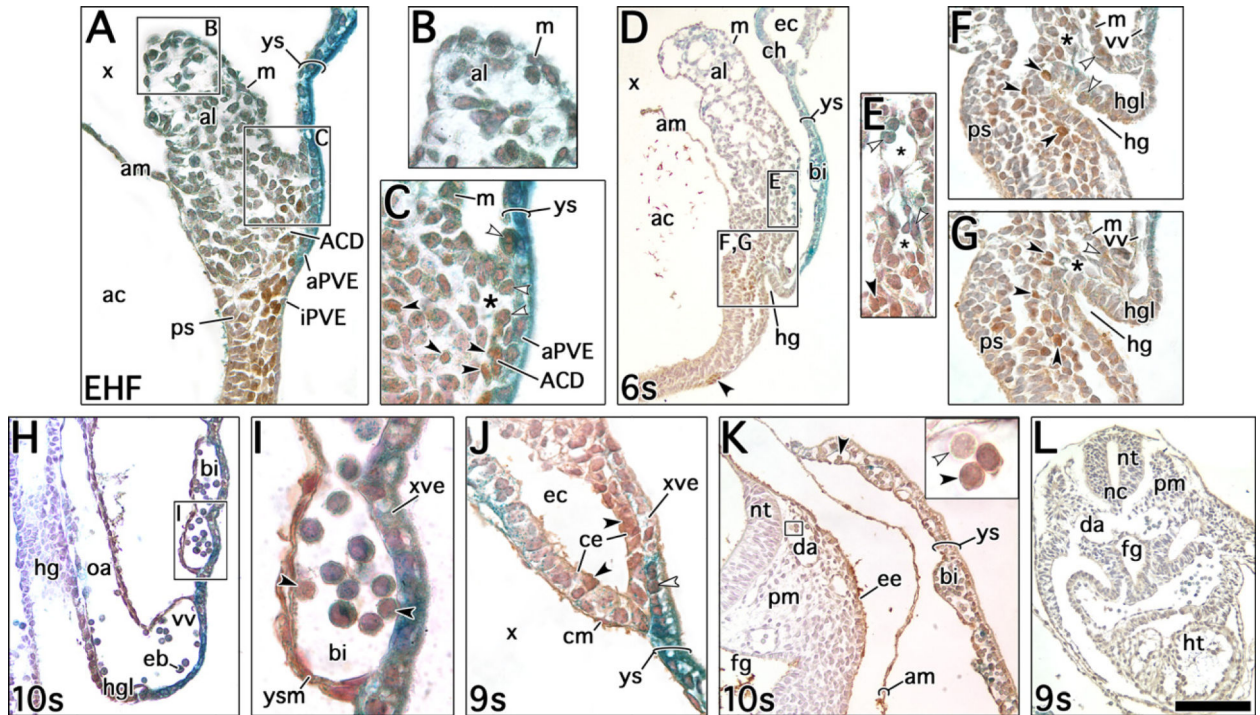 A
B
ys
x
m
al
C
am
ACD
aPVE
ac
iPVE
ps
EHF
B
m
al
C
m
ys
*
aPVE
ACD
D
m
ec
ch
x
al
ys
am
bi
E
ac
F,G
hg
6s
E
*
*
F
m
*
vv
hgl
ps
hg
G
m
vv
*
hgl
ps
hg
H
bi
I
hg
oa
vv
eb
hgl
10s
I
xve
bi
ysm
J
ec
xve
ce
x
cm
ys
9s
K
nt
da
ys
bi
ee
pm
fg
am
10s
L
nt
nc
pm
da
fg
ht
9s